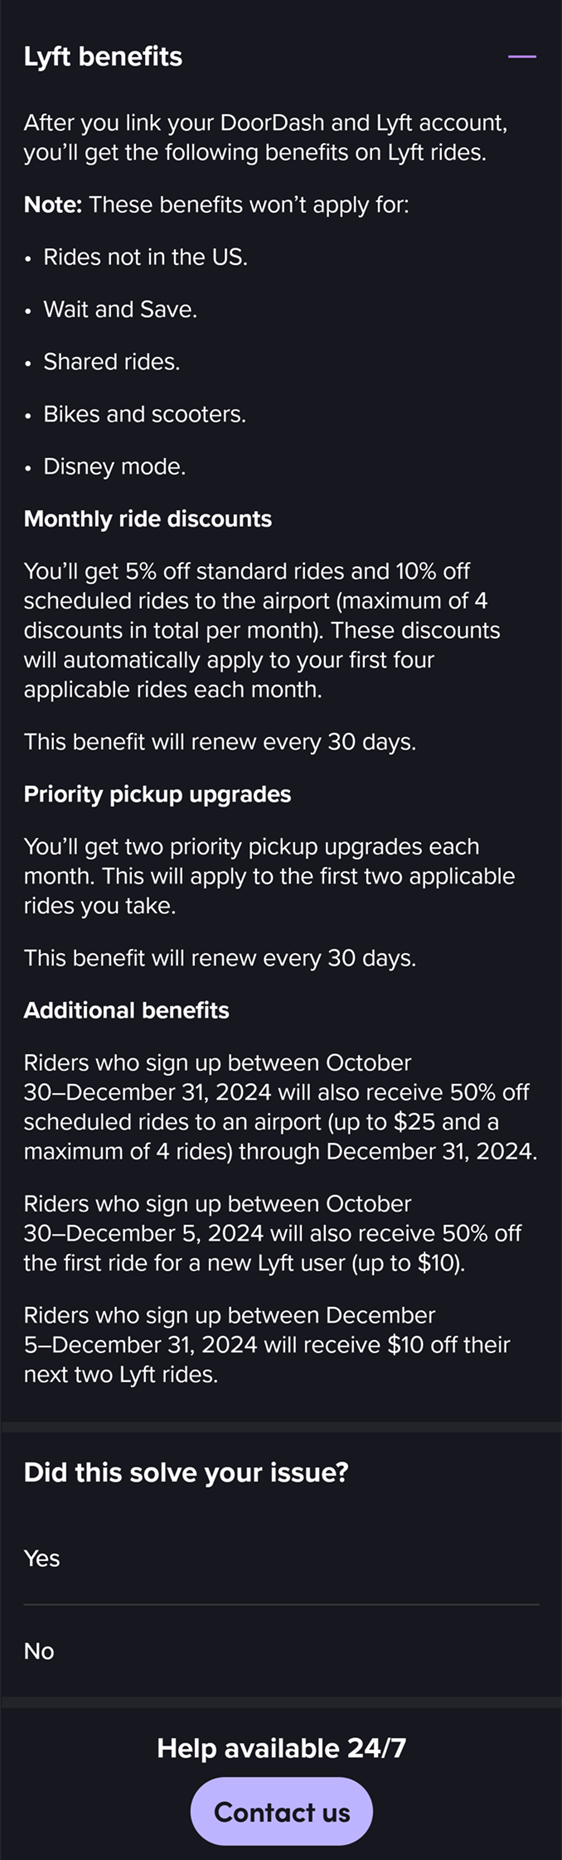 Lyft benefits
After you link your DoorDash and Lyft account,
you’ll get the following benefits on Lyft rides.
Note: These benefits won’t apply for:
• Rides not in the US.
• Wait and Save.
• Shared rides.
• Bikes and scooters.
• Disney mode.
Monthly ride discounts
You’ll get 5% off standard rides and 10% off
scheduled rides to the airport (maximum of 4
discounts in total per month). These discounts
will automatically apply to your first four
applicable rides each month.
This benefit will renew every 30 days.
Priority pickup upgrades
You’ll get two priority pickup upgrades each
month. This will apply to the first two applicable
rides you take.
This benefit will renew every 30 days.
Additional benefits
Riders who sign up between October
30–December 31, 2024 will also receive 50% off
scheduled rides to an airport (up to $25 and a
maximum of 4 rides) through December 31, 2024.
Riders who sign up between October
30–December 5, 2024 will also receive 50% off
the first ride for a new Lyft user (up to $10).
Riders who sign up between December
5–December 31, 2024 will receive $10 off their
next two Lyft rides.
Did this solve your issue?
Yes
No
Help available 24/7
Contact us